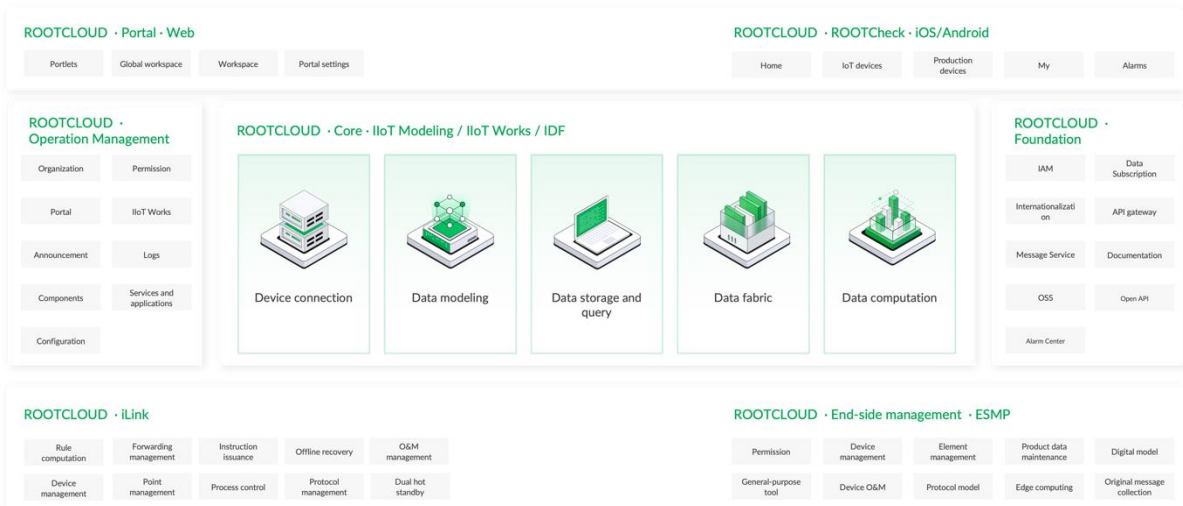 ROOTCLOUD · Portal · Web
Portlets
Global workspace
Workspace
Portal settings
ROOTCLOUD · ROOTCheck · iOS/Android
Home
IoT devices
Production
devices
My
Alarms
ROOTCLOUD ·
Operation Management
Organization
Permission
Portal
IIoT Works
Announcement
Logs
Components
Services and
applications
Configuration
ROOTCLOUD · Core · IIoT Modeling / IIoT Works / IDF
Device connection
Data modeling
Data storage and
query
Data fabric
Data computation
ROOTCLOUD ·
Foundation
IAM
Data
Subscription
Internationalizati
on
API gateway
Message Service
Documentation
OSS
Open API
Alarm Center
ROOTCLOUD · iLink
Rule
computation
Forwarding
management
Instruction
issuance
Offline recovery
O&M
management
Device
management
Point
management
Process control
Protocol
management
Dual hot
standby
ROOTCLOUD · End-side management · ESMP
Permission
Device
management
Element
management
Product data
maintenance
Digital model
General-purpose
tool
Device O&M
Protocol model
Edge computing
Original message
collection